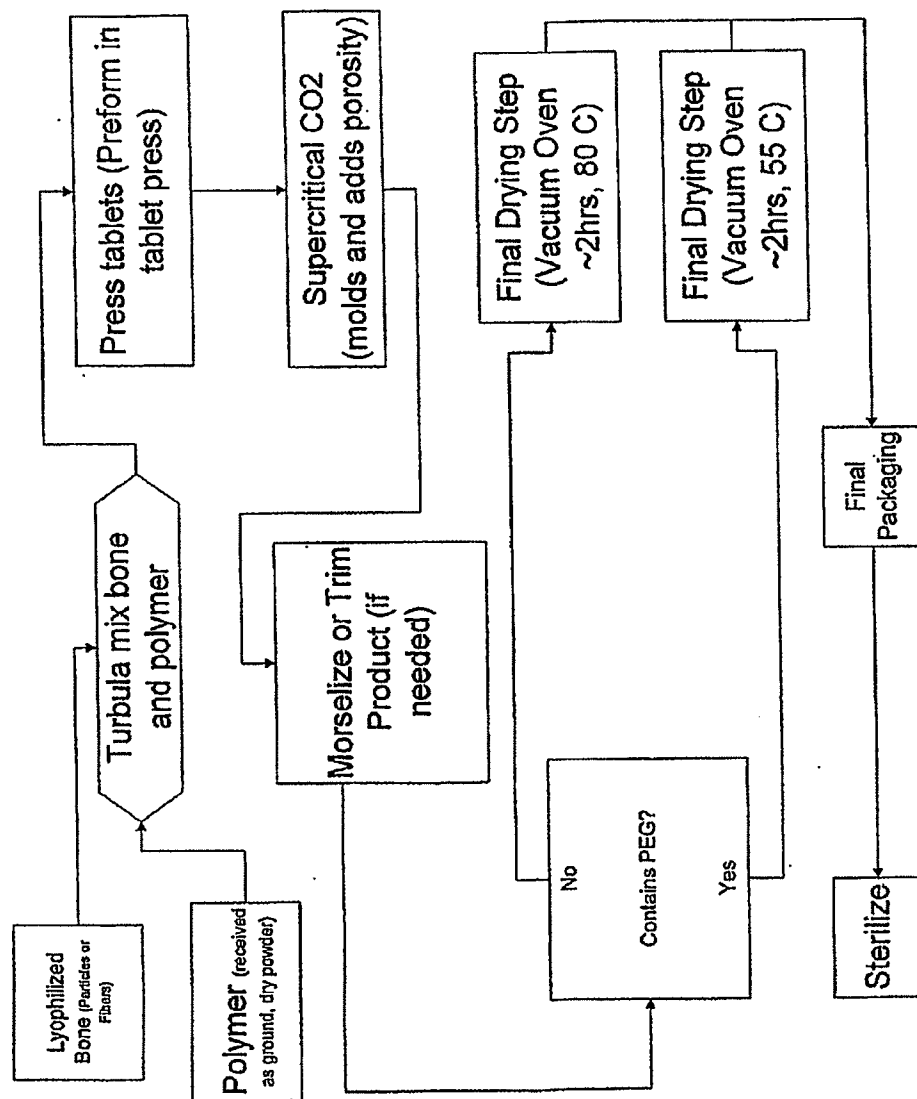 Lyophilized
Bone (Particles or
Fibers)
Polymer (received
as ground, dry powder)
Turbula mix bone
and polymer
Press tablets (Preform in
tablet press)
Supercritical CO2
(molds and adds porosity)
Morselize or Trim
Product (if
needed)
Contains PEG?
No
Yes
Final Drying Step
(Vacuum Oven
~2hrs, 80 C)
Final Drying Step
(Vacuum Oven
~2hrs, 55 C)
Final
Packaging
Sterilize